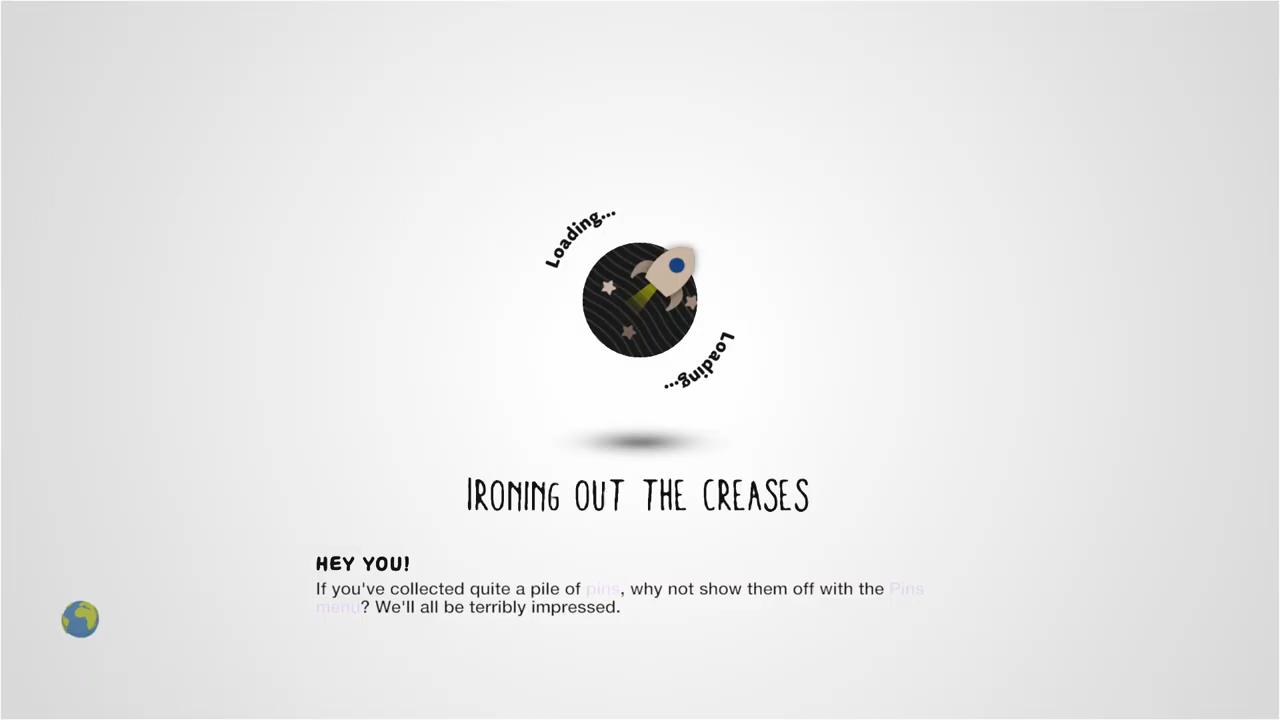 Loading...
Loading...
IRONING OUT THE CREASES
HEY YOU!
If you've collected quite a pile of pins, why not show them off with the Pins
menu? We'll all be terribly impressed.